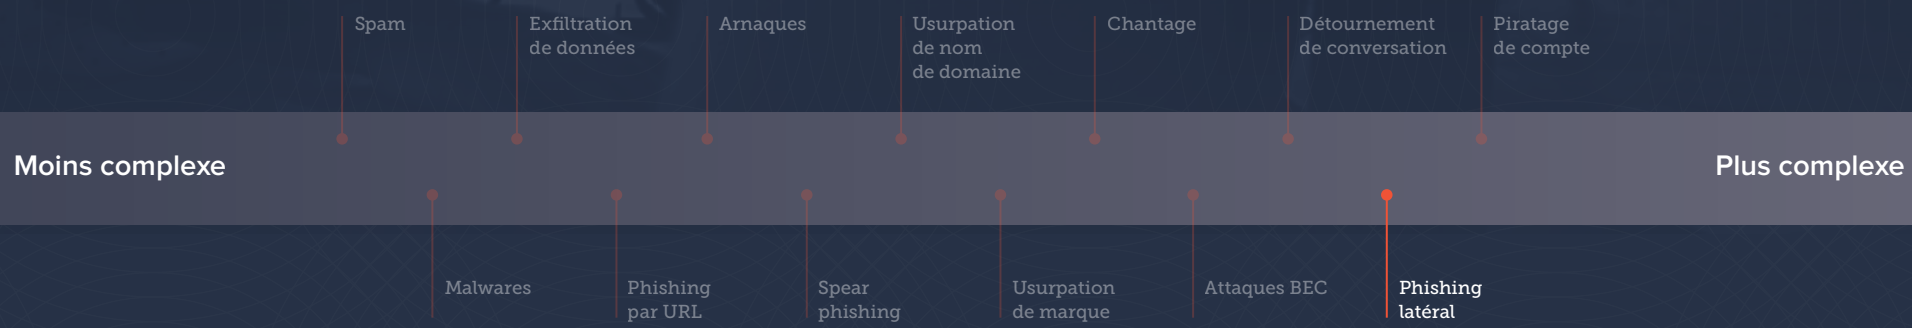 Spam
Exfiltration
de données
Arnaques
Usurpation
de nom
de domaine
Chantage
Détournement
de conversation
Piratage
de compte
Moins complexe
Plus complexe
Malwares
Phishing
par URL
Spear
phishing
Usurpation
de marque
Attaques BEC
Phishing
latéral